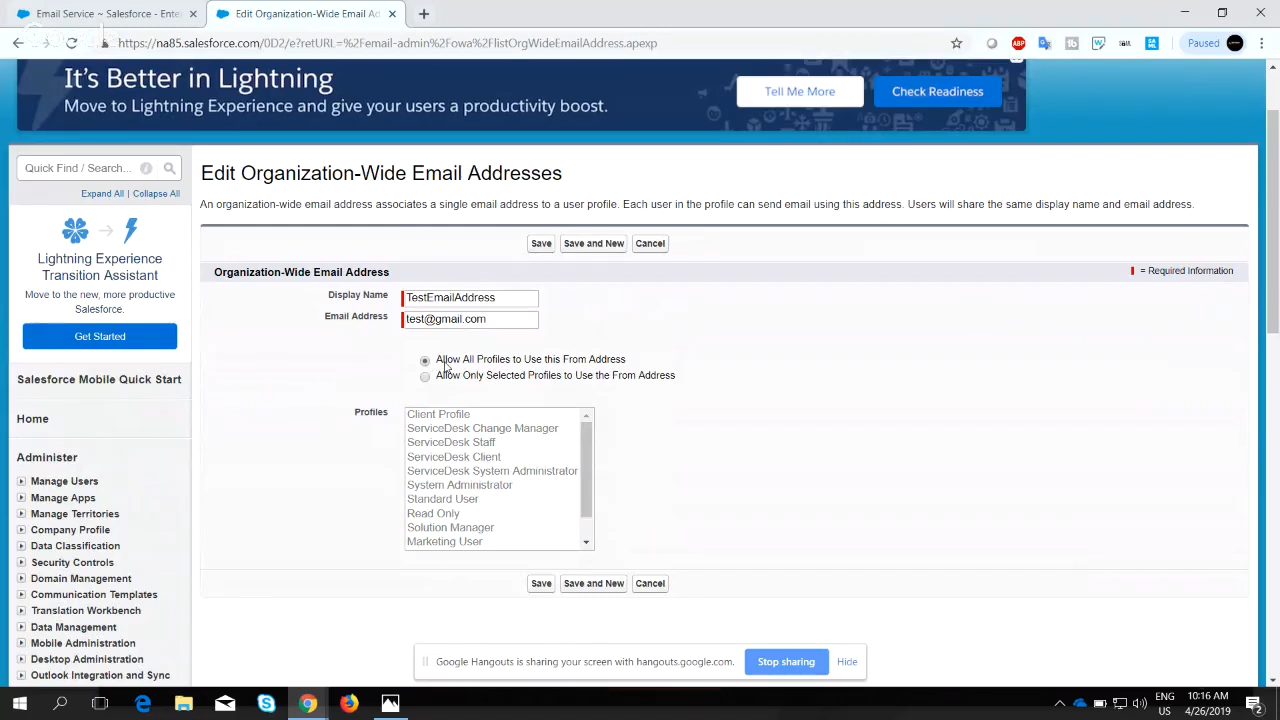 Email Service ~ Salesforce - Enter
Edit Organization-Wide Email Ad
https://na85.salesforce.com/0D2/e?retURL=%2Femail-admin%2Fowa%2FlistOrgWideEmailAddress.apexp
ABP
Paused
It's Better in Lightning
Move to Lightning Experience and give your users a productivity boost.
Tell Me More
Check Readiness
Quick Find / Search...
Expand All | Collapse All
Lightning Experience
Transition Assistant
Move to the new, more productive
Salesforce.
Get Started
Salesforce Mobile Quick Start
Home
Administer
Manage Users
Manage Apps
Manage Territories
Company Profile
Data Classification
Security Controls
Domain Management
Communication Templates
Translation Workbench
Data Management
Mobile Administration
Desktop Administration
Outlook Integration and Sync
Edit Organization-Wide Email Addresses
An organization-wide email address associates a single email address to a user profile. Each user in the profile can send email using this address. Users will share the same display name and email address.
Save Save and New Cancel
Organization-Wide Email Address
= Required Information
Display Name TestEmailAddress
Email Address test@gmail.com
Allow All Profiles to Use this From Address
Allow Only Selected Profiles to Use the From Address
Profiles
Client Profile
ServiceDesk Change Manager
ServiceDesk Staff
ServiceDesk Client
ServiceDesk System Administrator
System Administrator
Standard User
Read Only
Solution Manager
Marketing User
Save Save and New Cancel
Google Hangouts is sharing your screen with hangouts.google.com.
Stop sharing
Hide
ENG
US
10:16 AM
4/26/2019
2